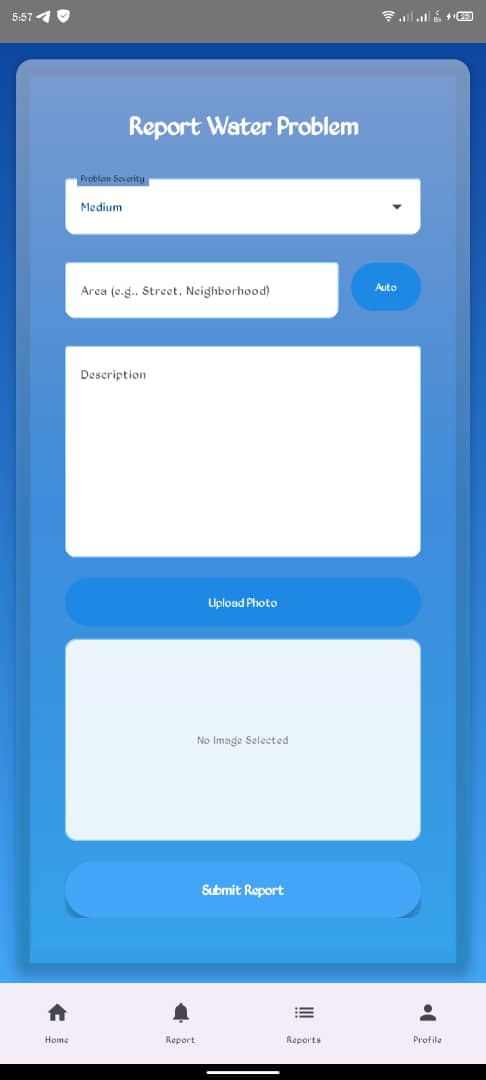 5:57
Report Water Problem
Problem Severity
Medium
Area (e.g., Street, Neighborhood)
Auto
Description
Upload Photo
No Image Selected
Submit Report
Home
Report
Reports
Profile